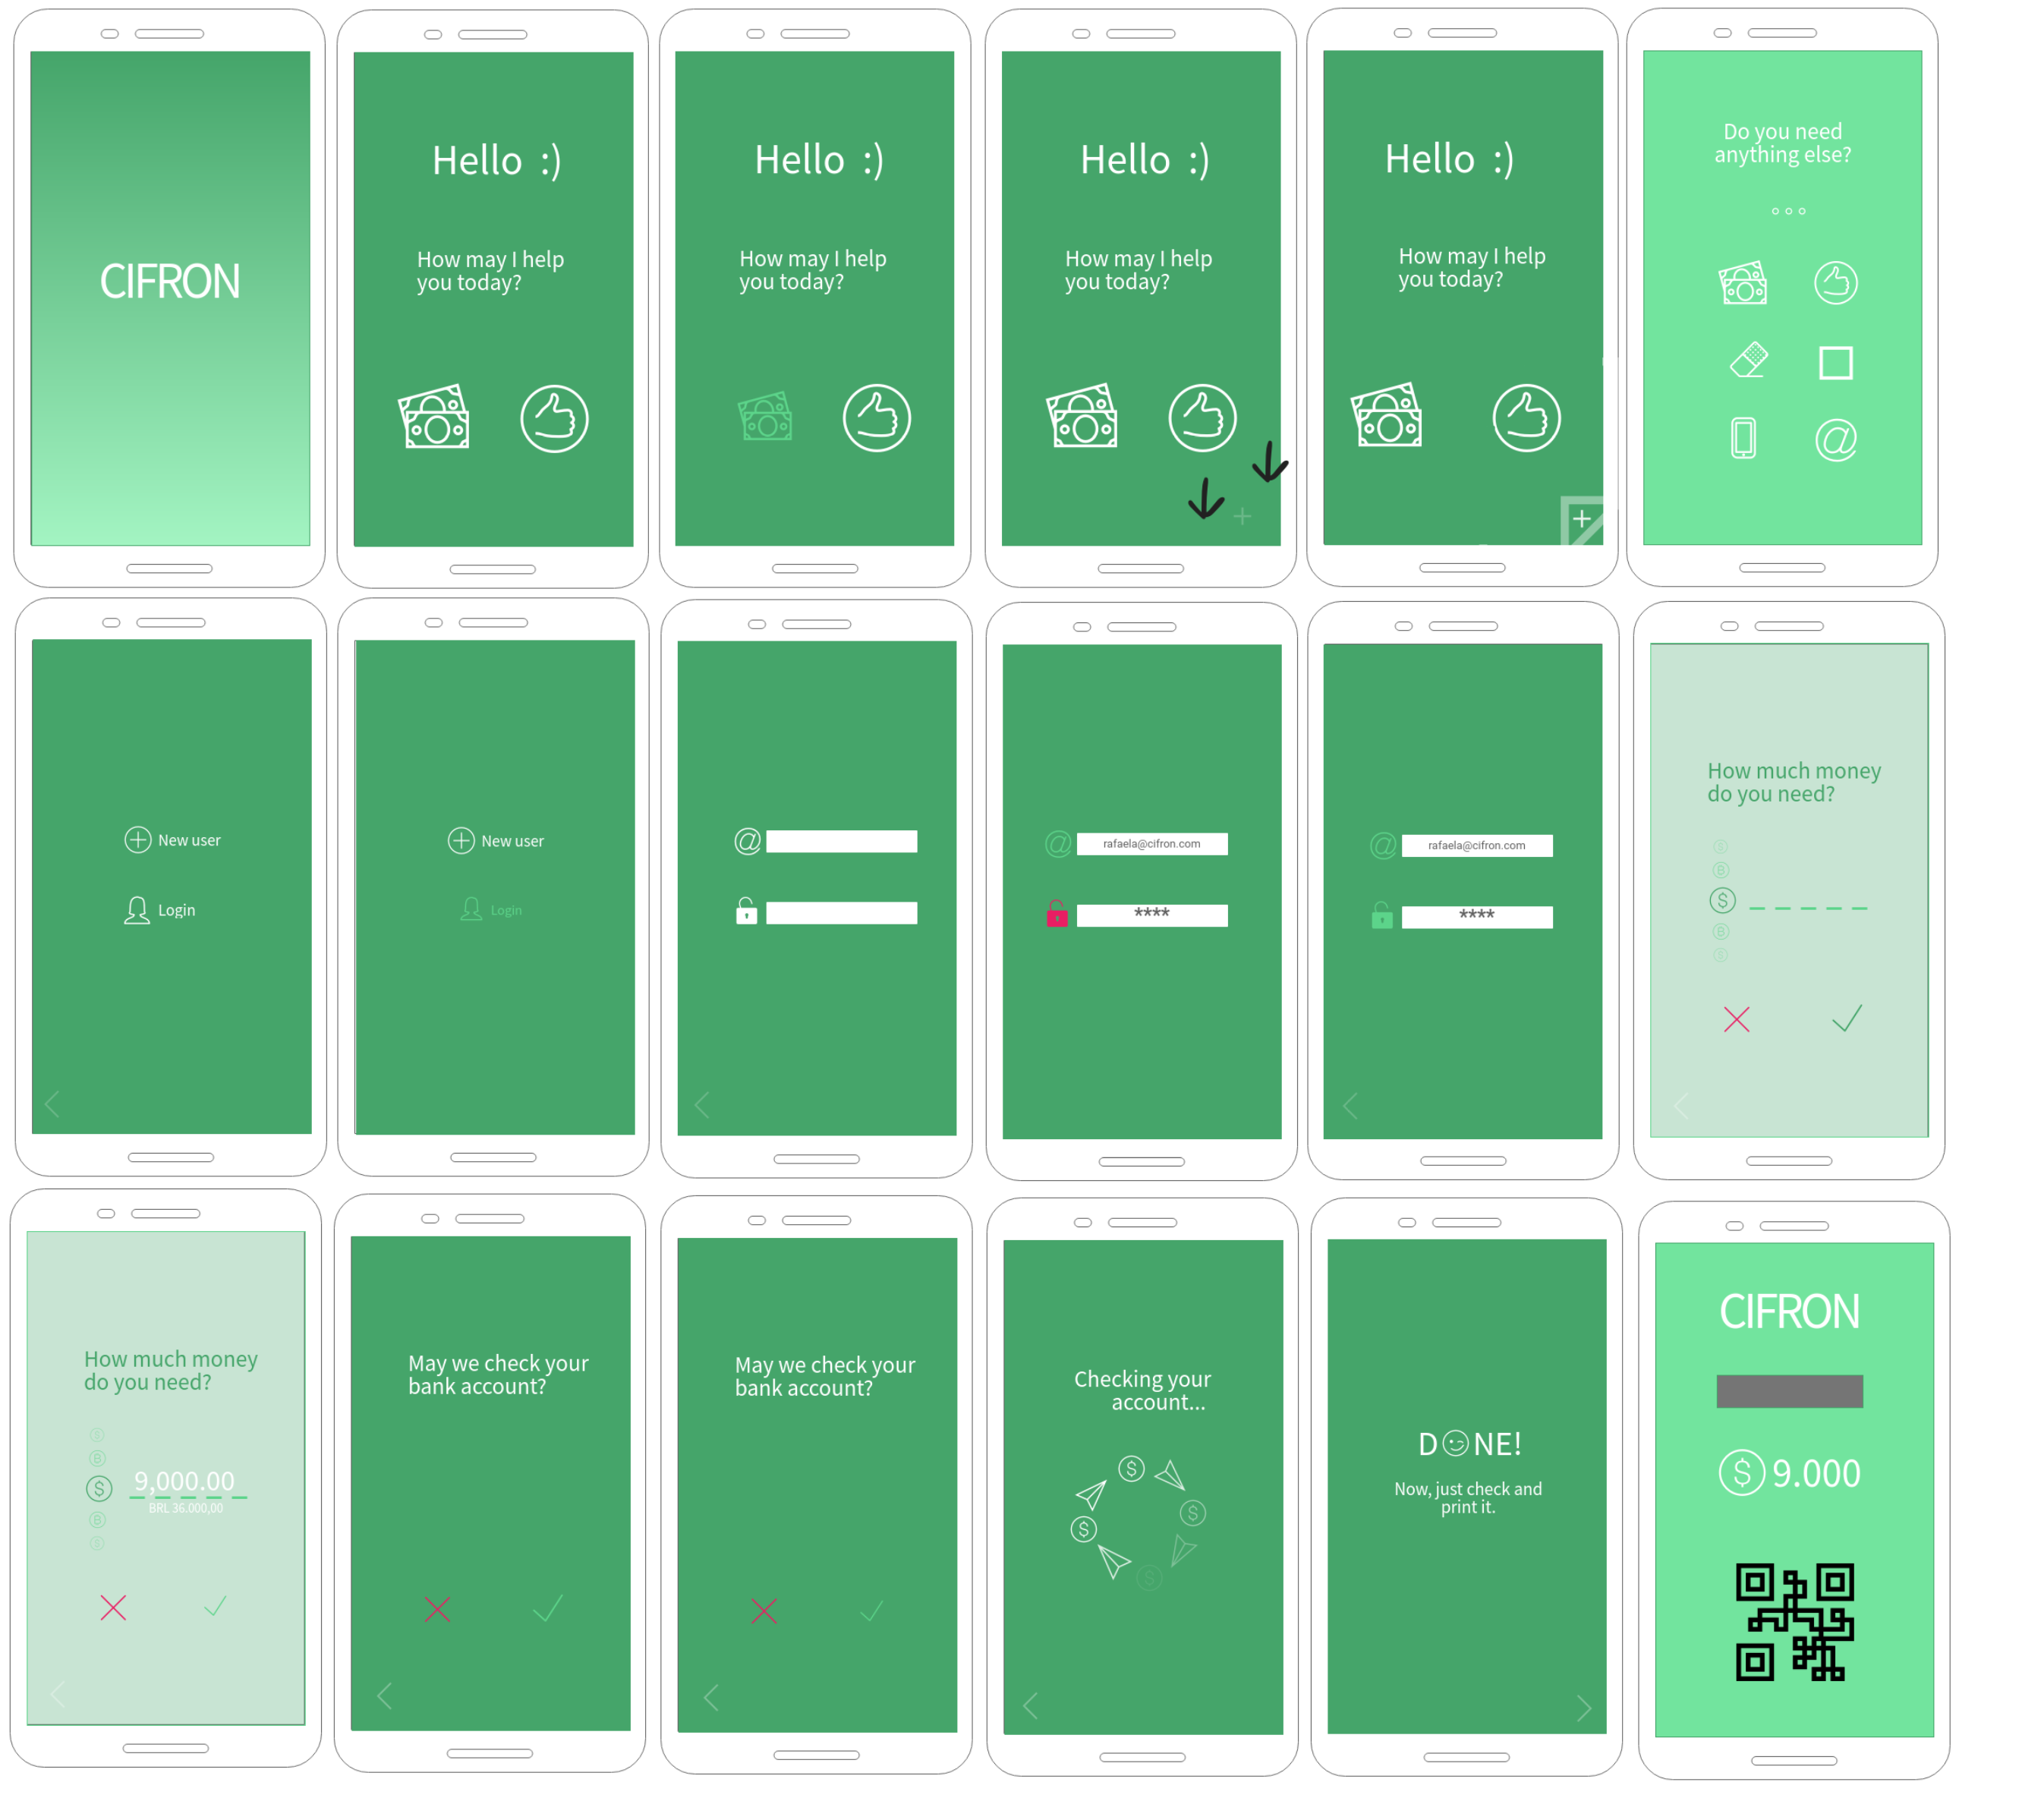 CIFRON
Hello :)
How may I help
you today?
Hello :)
How may I help
you today?
Hello :)
How may I help
you today?
Hello :)
How may I help
you today?
Do you need
anything else?
New user
Login
New user
Login
@
@
rafaela@cifron.com
****
@
rafaela@cifron.com
****
How much money
do you need?
$
B
$
B
$
How much money
do you need?
$
B
$
9,000.00
BRL 36.000,00
B
$
May we check your
bank account?
May we check your
bank account?
Checking your
account...
D NE!
Now, just check and
print it.
CIFRON
$ 9.000